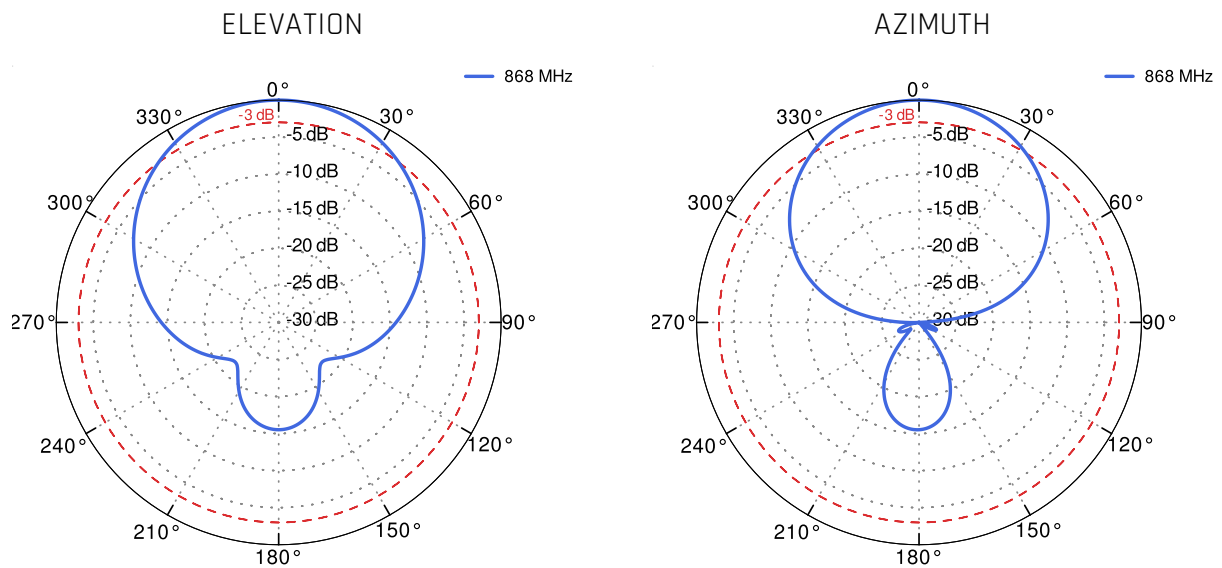 ELEVATION
868 MHz
0°
330°
-3 dB
30°
-5 dB
-10 dB
300°
60°
-15 dB
-20 dB
-25 dB
270°
-30 dB
90°
240°
120°
210°
150°
180°
AZIMUTH
868 MHz
0°
330°
-3 dB
30°
-5 dB
-10 dB
300°
60°
-15 dB
-20 dB
-25 dB
270°
-30 dB
90°
240°
120°
210°
150°
180°